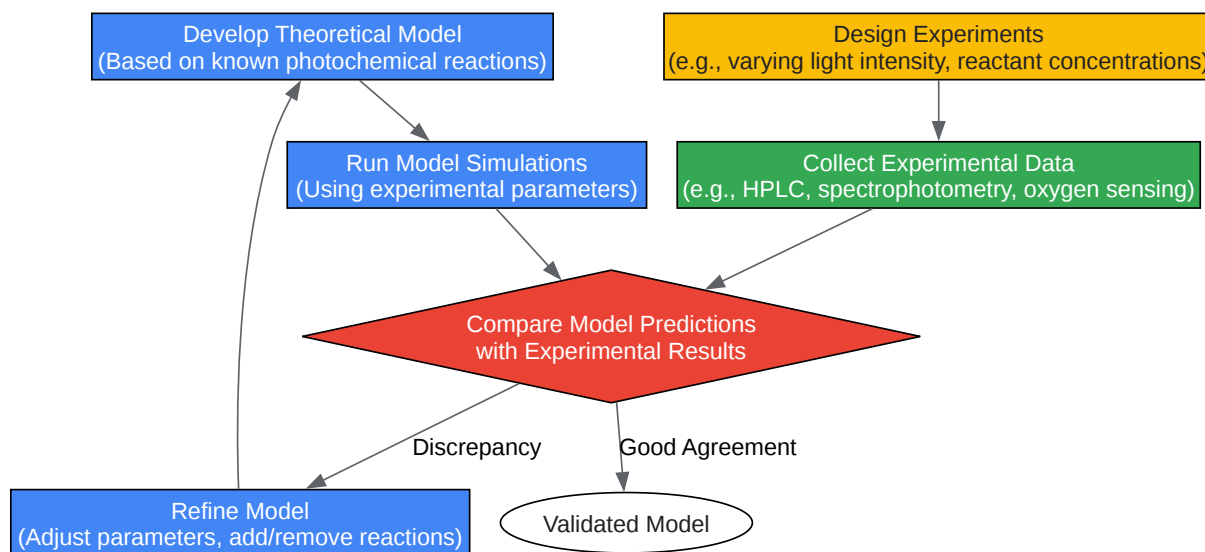 Develop Theoretical Model
(Based on known photochemical reactions)
Design Experiments
(e.g., varying light intensity, reactant concentrations)
Run Model Simulations
(Using experimental parameters)
Collect Experimental Data
(e.g., HPLC, spectrophotometry, oxygen sensing)
Compare Model Predictions
with Experimental Results
Discrepancy
Good Agreement
Refine Model
(Adjust parameters, add/remove reactions)
Validated Model